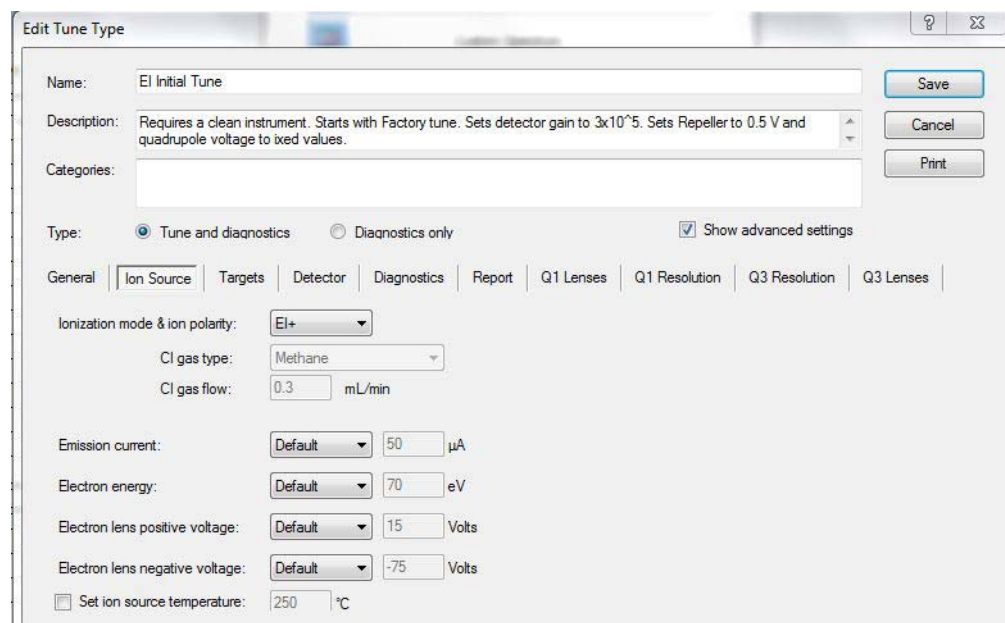 Edit Tune Type
Name: EI Initial Tune Save
Description: Requires a clean instrument. Starts with Factory tune. Sets detector gain to 3x10^5. Sets Repeller to 0.5 V and Cancel
quadrupole voltage to ixed values.
Categories: Print
Type: Tune and diagnostics Diagnostics only Show advanced settings
General Ion Source Targets Detector Diagnostics Report Q1 Lenses Q1 Resolution Q3 Resolution Q3 Lenses
Ionization mode & ion polarity: EI+
CI gas type: Methane
CI gas flow: 0.3 mL/min
Emission current: Default 50 µA
Electron energy: Default 70 eV
Electron lens positive voltage: Default 15 Volts
Electron lens negative voltage: Default -75 Volts
Set ion source temperature: 250 °C